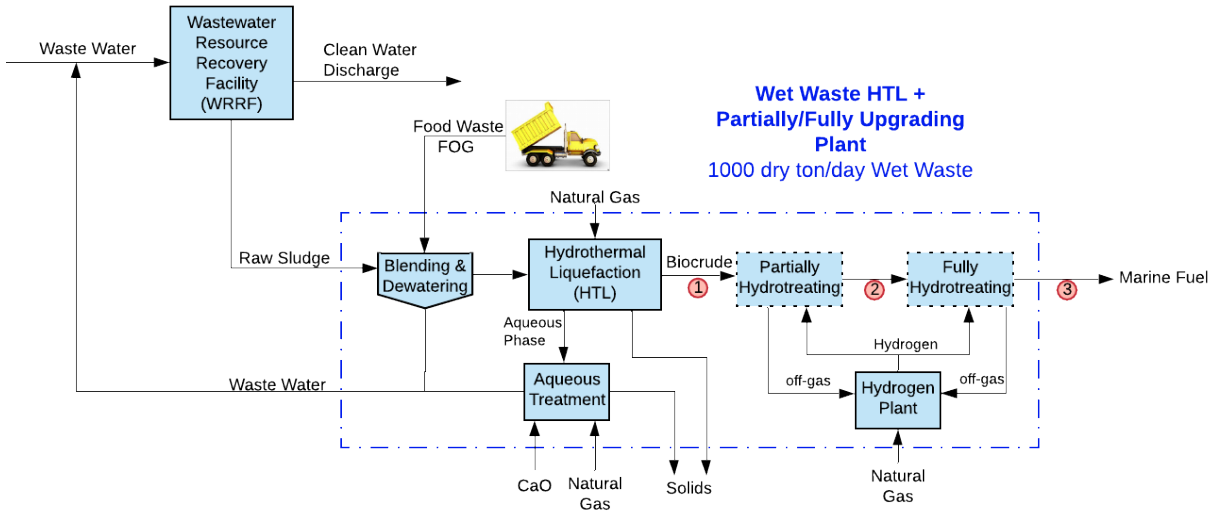 Wastewater
Resource
Recovery
Facility
(WRRF)
Waste Water
Clean Water
Discharge
Wet Waste HTL +
Partially/Fully Upgrading
Plant
1000 dry ton/day Wet Waste
Food Waste
FOG
Natural Gas
Raw Sludge
Blending &
Dewatering
Hydrothermal
Liquefaction
(HTL)
Biocrude
1
Partially
Hydrotreating
2
Fully
Hydrotreating
3
Marine Fuel
Aqueous
Phase
Hydrogen
Waste Water
Aqueous
Treatment
off-gas
Hydrogen
Plant
off-gas
CaO
Natural
Gas
Solids
Natural
Gas